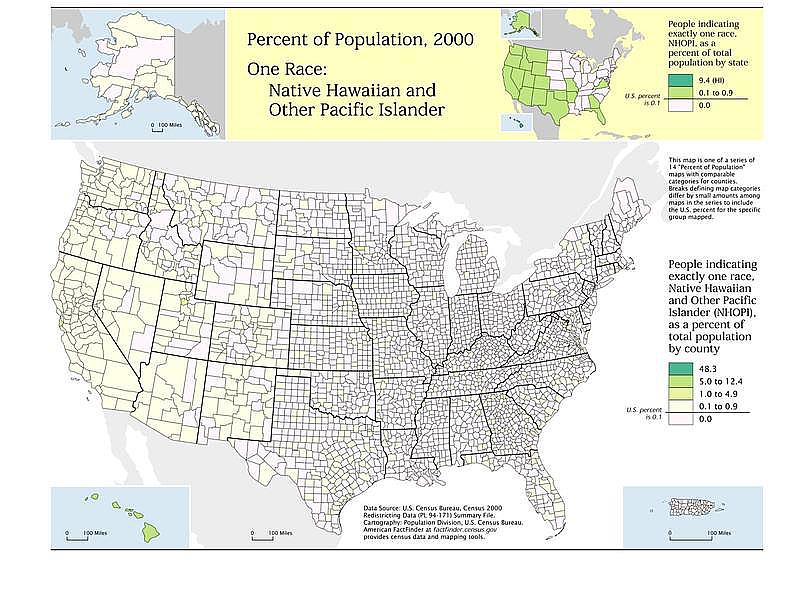 Percent of Population, 2000
One Race:
Native Hawaiian and
Other Pacific Islander
0 100 Miles
People indicating
exactly one race,
NHOPI, as a
percent of total
population by state
9.4 (HI)
0.1 to 0.9
0.0
U.S. percent
is 0.1
This map is one of a series of
14 "Percent of Population"
maps with comparable
categories for counties.
Breaks defining map categories
differ by small amounts among
maps in the series to include
the U.S. percent for the specific
group mapped.
People indicating
exactly one race,
Native Hawaiian
and Other Pacific
Islander (NHOPI),
as a percent of
total population
by county
48.3
5.0 to 12.4
1.0 to 4.9
0.1 to 0.9
0.0
U.S. percent
is 0.1
0 100 Miles
0 100 Miles
Data Source: U.S. Census Bureau, Census 2000
Redistricting Data (PL 94-171) Summary File.
Cartography: Population Division, U.S. Census Bureau.
American FactFinder at factfinder.census.gov
provides census data and mapping tools.
0 100 Miles